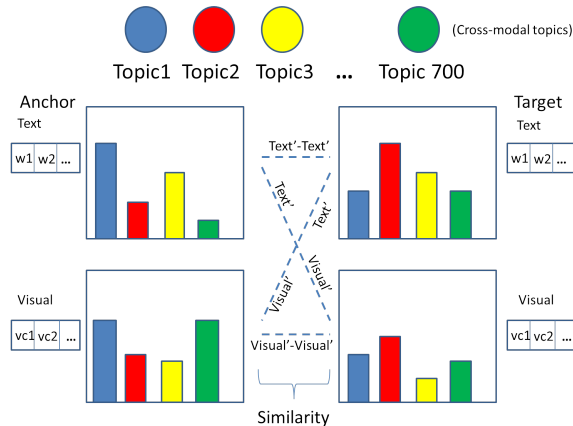 (Cross-modal topics)
Topic1 Topic2 Topic3 ... Topic 700
Anchor
Target
Text
Text
w1 w2 ...
Text'-Text'
w1 w2 ...
Text'
Text'
Visual'
Visual'
Visual
Visual
vc1 vc2 ...
Visual'-Visual'
vc1 vc2 ...
Similarity